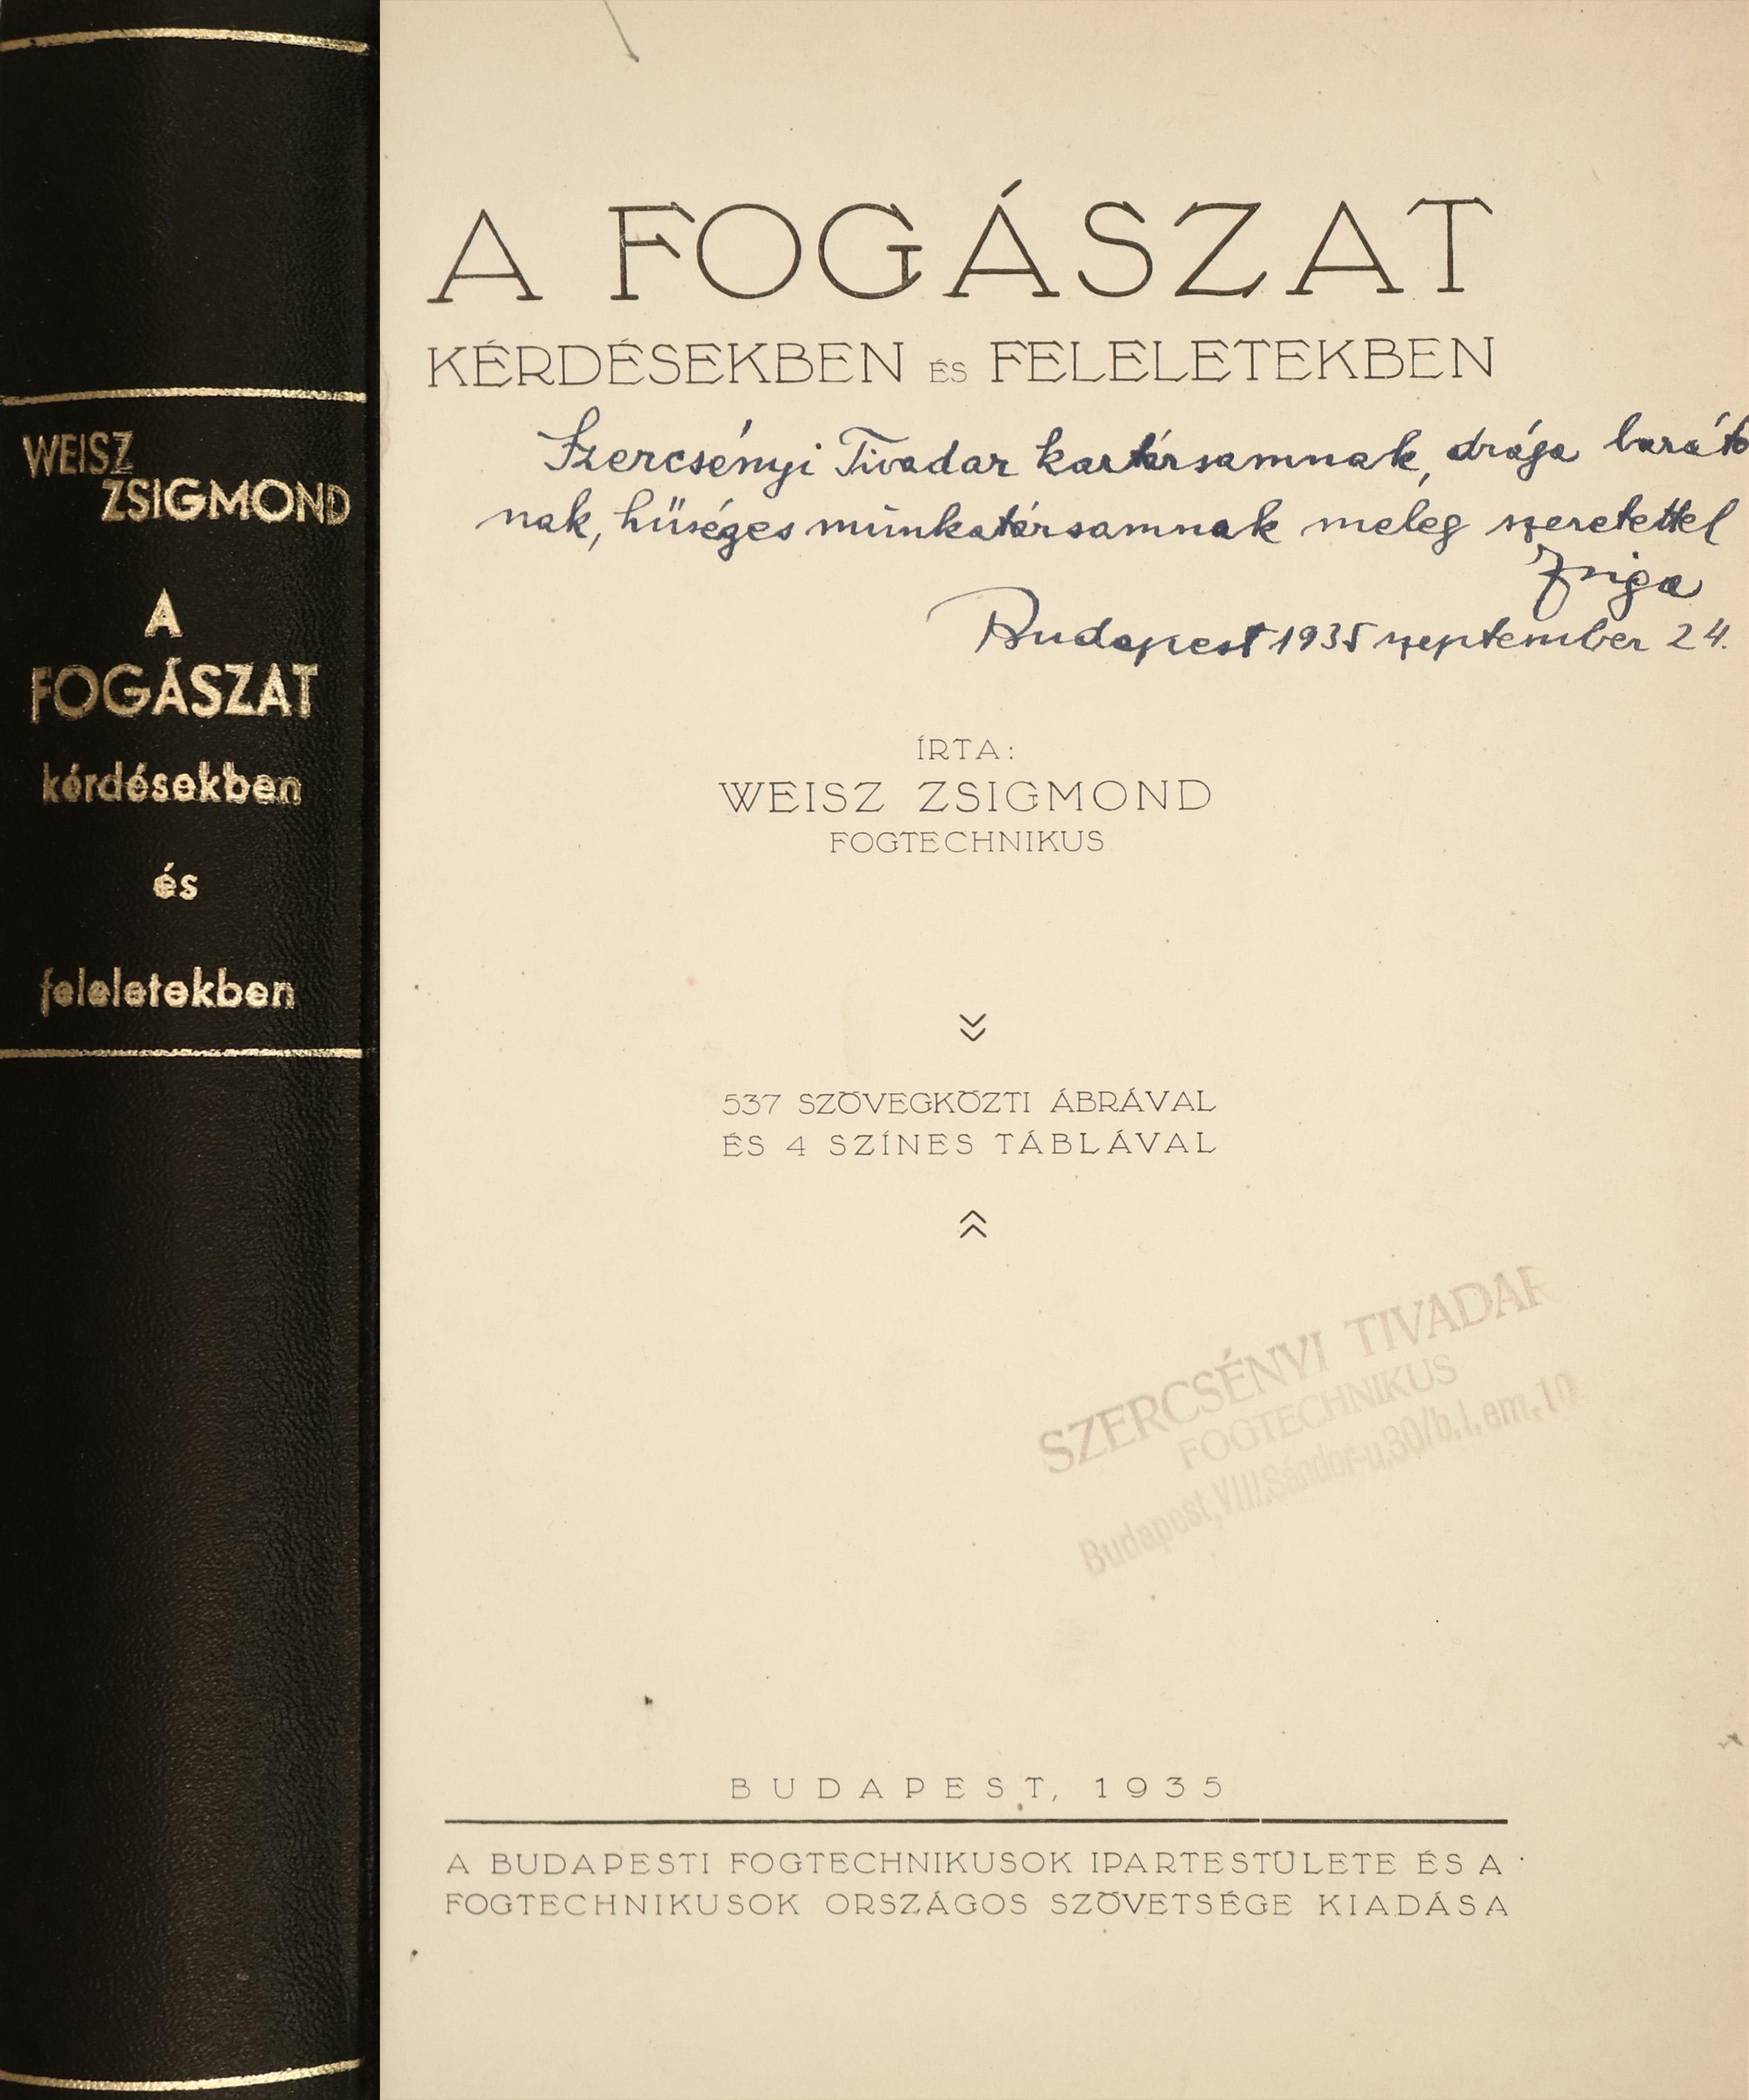 WEISZ
ZSIGMOND
A
FOGÁSZAT
kérdésekben
és
feleletekben
A FOGÁSZAT
KÉRDÉSEKBEN ÉS FELELETEKBEN
Szercsényi Tivadar kartársamnak, drága baráto
nak, hűséges munkatársamnak meleg szeretettel
Zsiga
Budapest 1935 szeptember 24.
ÍRTA:
WEISZ ZSIGMOND
FOGTECHNIKUS
537 SZÖVEGKÖZTI ÁBRÁVAL
ÉS 4 SZÍNES TÁBLÁVAL
SZERCSÉNYI TIVADAR
FOGTECHNIKUS
Budapest, VIII, Sándor-u. 30/b, I. em. 10
BUDAPEST, 1935
A BUDAPESTI FOGTECHNIKUSOK IPARTESTÜLETE ÉS A
FOGTECHNIKUSOK ORSZÁGOS SZÖVETSÉGE KIADÁSA